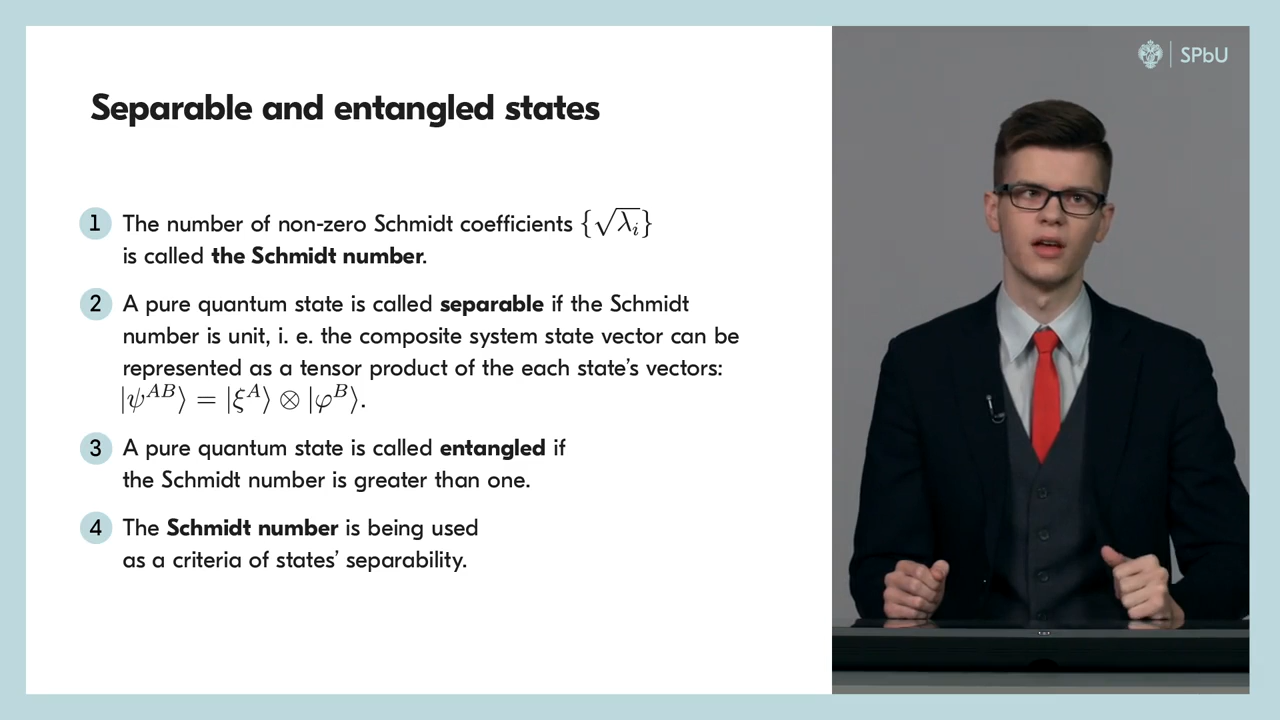 Separable and entangled states
1 The number of non-zero Schmidt coefficients {√λᵢ}
is called the Schmidt number.
2 A pure quantum state is called separable if the Schmidt
number is unit, i. e. the composite system state vector can be
represented as a tensor product of the each state's vectors:
|ψᴬᴮ⟩ = |ξᴬ⟩ ⊗ |φᴮ⟩.
3 A pure quantum state is called entangled if
the Schmidt number is greater than one.
4 The Schmidt number is being used
as a criteria of states' separability.
SPbU